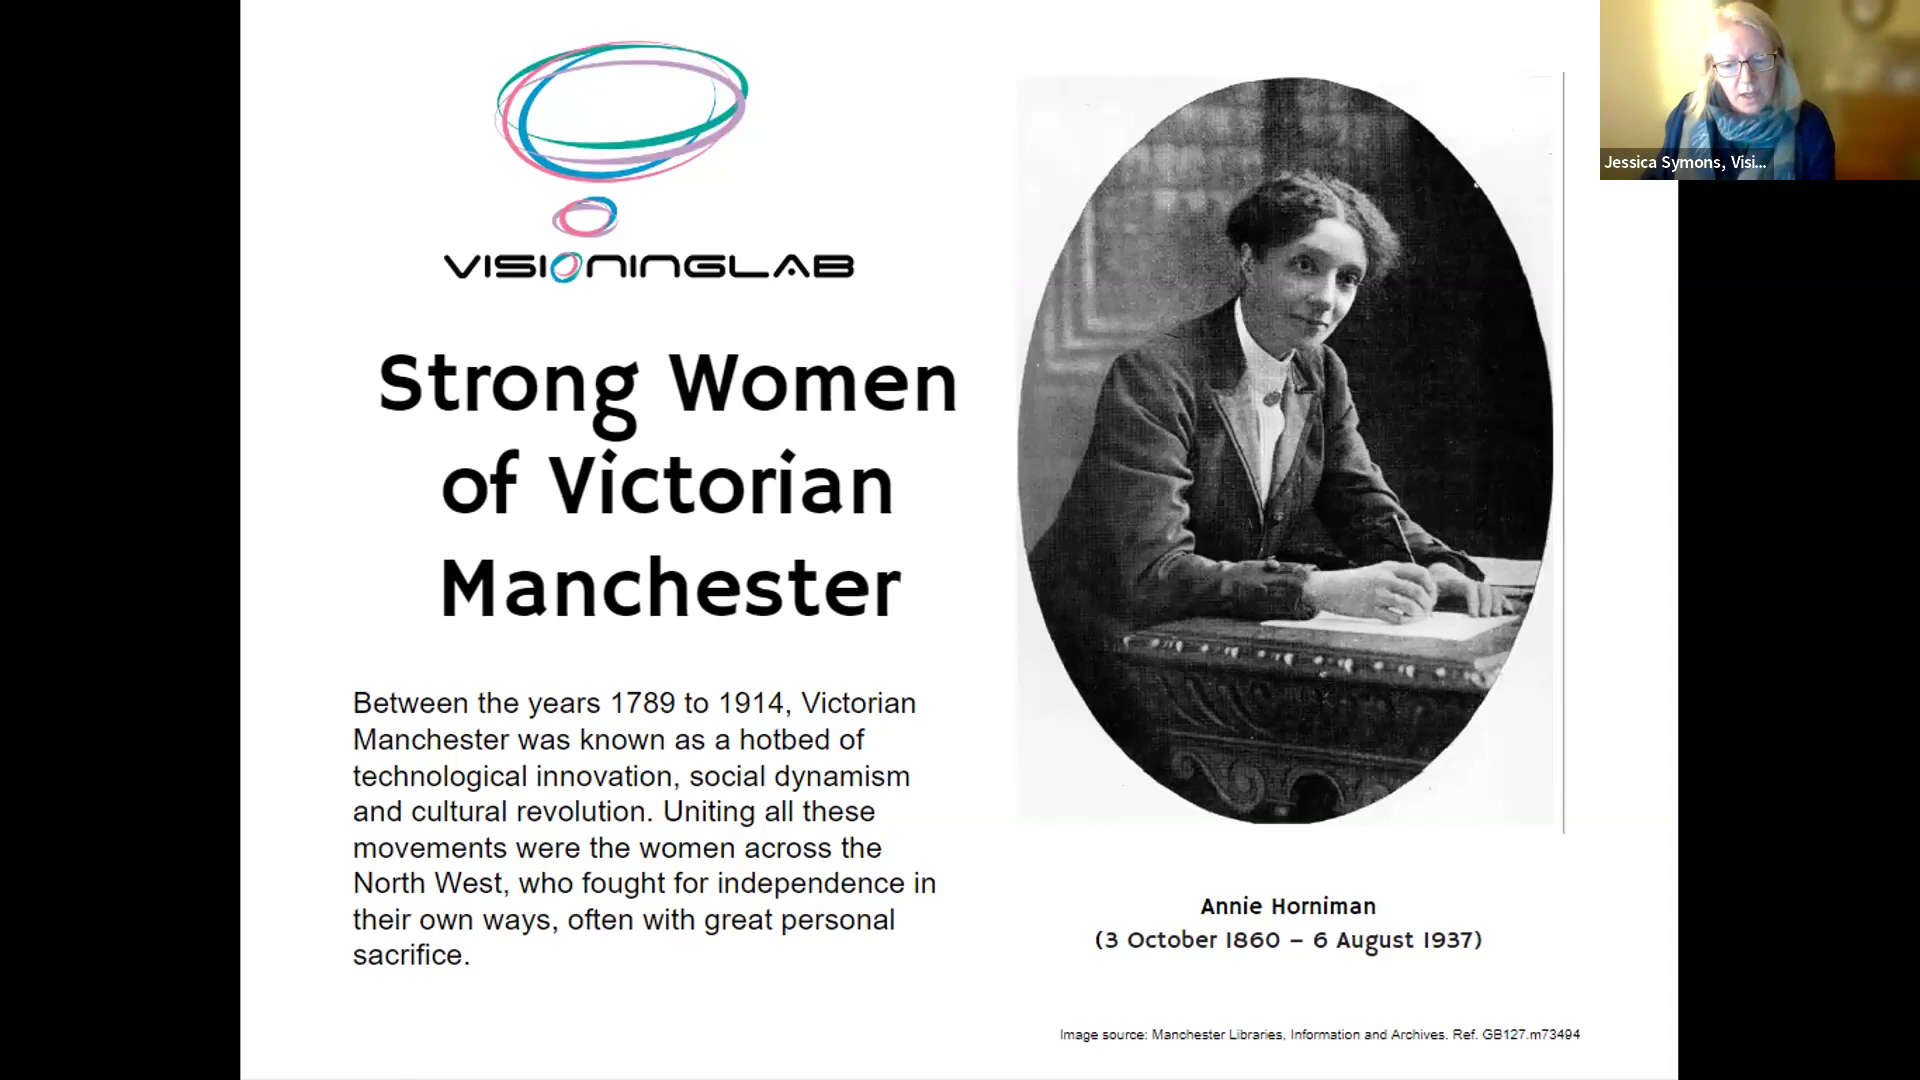 VISIONINGLAB
Strong Women
of Victorian
Manchester
Between the years 1789 to 1914, Victorian
Manchester was known as a hotbed of
technological innovation, social dynamism
and cultural revolution. Uniting all these
movements were the women across the
North West, who fought for independence in
their own ways, often with great personal
sacrifice.
Annie Horniman
(3 October 1860 – 6 August 1937)
Image source: Manchester Libraries, Information and Archives. Ref. GB127.m73494
Jessica Symons, Visi...